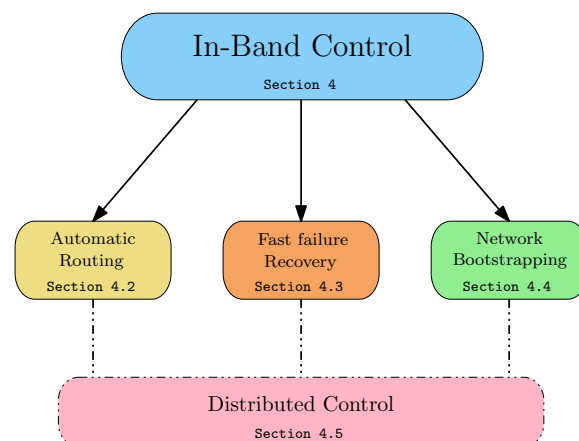 In-Band Control
Section 4
Automatic
Routing
Section 4.2
Fast failure
Recovery
Section 4.3
Network
Bootstrapping
Section 4.4
Distributed Control
Section 4.5